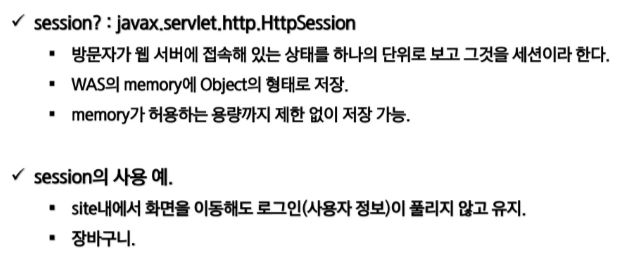 ✓ session? : javax.servlet.http.HttpSession
▪ 방문자가 웹 서버에 접속해 있는 상태를 하나의 단위로 보고 그것을 세션이라 한다.
▪ WAS의 memory에 Object의 형태로 저장.
▪ memory가 허용하는 용량까지 제한 없이 저장 가능.
✓ session의 사용 예.
▪ site내에서 화면을 이동해도 로그인(사용자 정보)이 풀리지 않고 유지.
▪ 장바구니.